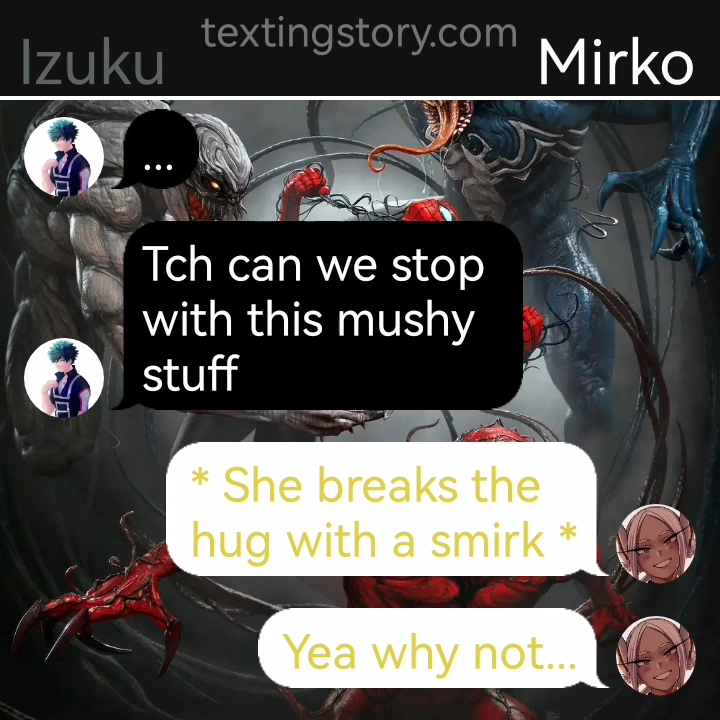 textingstory.com
Izuku
Mirko
...
Tch can we stop
with this mushy
stuff
* She breaks the
hug with a smirk *
Yea why not...